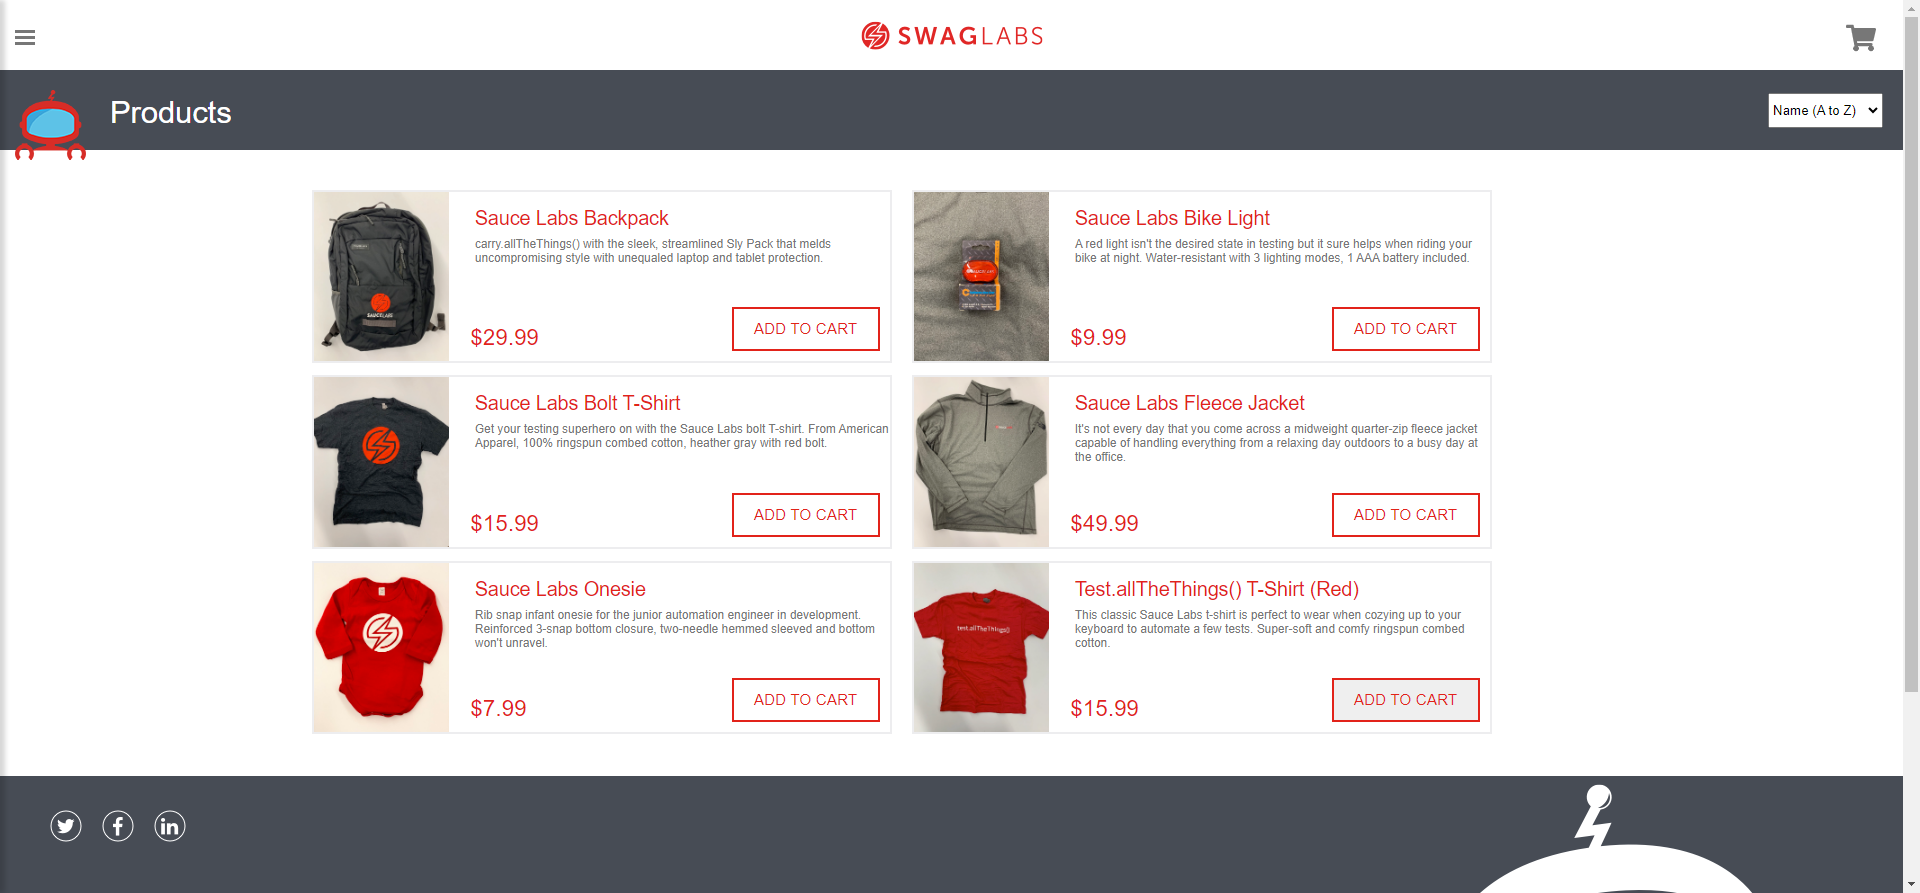 SWAGLABS
Products
Name (A to Z)
Sauce Labs Backpack
carry.allTheThings() with the sleek, streamlined Sly Pack that melds
uncompromising style with unequaled laptop and tablet protection.
$29.99
ADD TO CART
SAUCELABS
Sauce Labs Bike Light
A red light isn't the desired state in testing but it sure helps when riding your
bike at night. Water-resistant with 3 lighting modes, 1 AAA battery included.
$9.99
ADD TO CART
SAUCELABS
Sauce Labs Bolt T-Shirt
Get your testing superhero on with the Sauce Labs bolt T-shirt. From American
Apparel, 100% ringspun combed cotton, heather gray with red bolt.
$15.99
ADD TO CART
Sauce Labs Fleece Jacket
It's not every day that you come across a midweight quarter-zip fleece jacket
capable of handling everything from a relaxing day outdoors to a busy day at
the office.
$49.99
ADD TO CART
Sauce Labs Onesie
Rib snap infant onesie for the junior automation engineer in development.
Reinforced 3-snap bottom closure, two-needle hemmed sleeved and bottom
won't unravel.
$7.99
ADD TO CART
Test.allTheThings() T-Shirt (Red)
This classic Sauce Labs t-shirt is perfect to wear when cozying up to your
keyboard to automate a few tests. Super-soft and comfy ringspun combed
cotton.
$15.99
ADD TO CART
test.allTheThings()